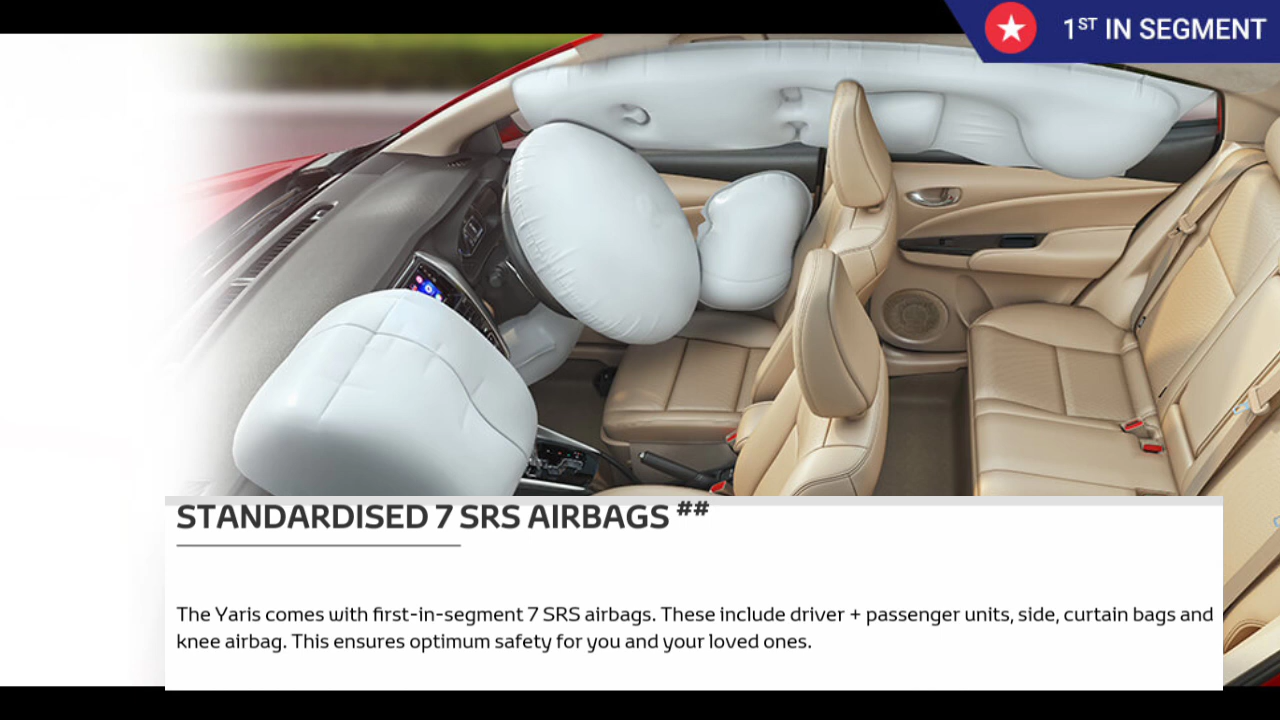 1ST IN SEGMENT
STANDARDISED 7 SRS AIRBAGS ##
The Yaris comes with first-in-segment 7 SRS airbags. These include driver + passenger units, side, curtain bags and
knee airbag. This ensures optimum safety for you and your loved ones.